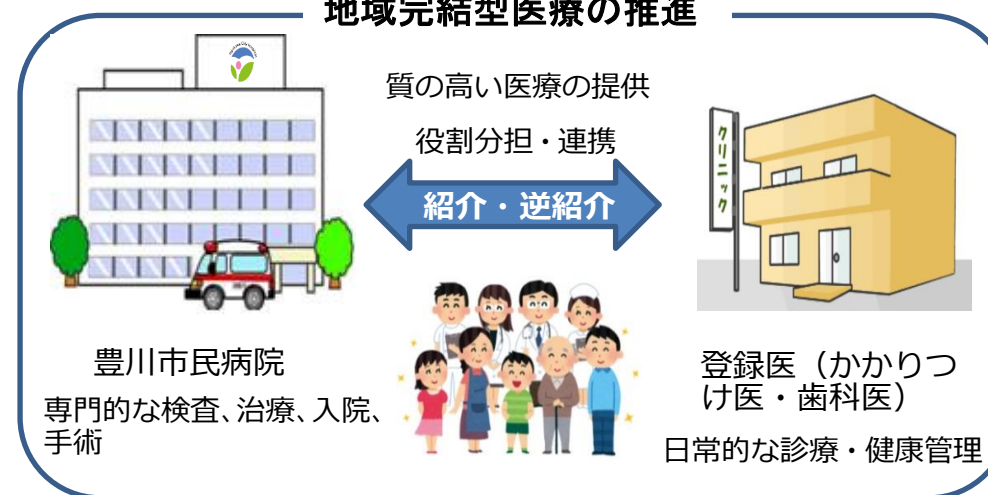 地域完結型医療の推進
質の高い医療の提供
役割分担・連携
紹介・逆紹介
クリニック
豊川市民病院
専門的な検査、治療、入院、
手術
登録医（かかりつ
け医・歯科医）
日常的な診療・健康管理